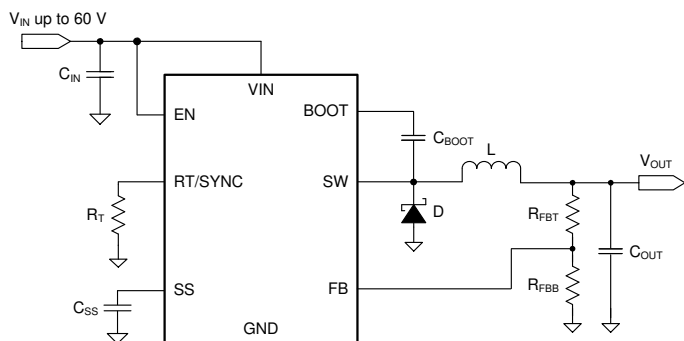 VIN up to 60 V
CIN
VIN
EN
BOOT
CBOOT
L
VOUT
RT/SYNC
SW
RT
D
RFBT
COUT
SS
FB
RFBB
CSS
GND